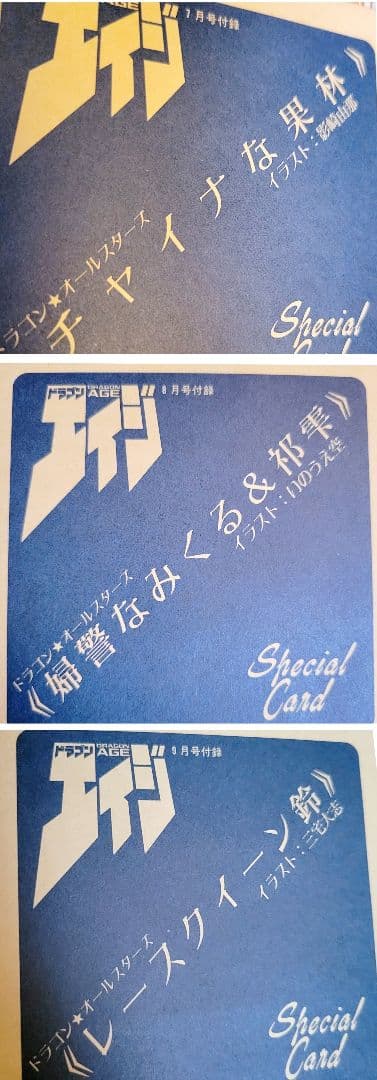 AGE
エイジ
7月号付録
ドラゴン★オールスターズ
チャイナな果林》
イラスト:影崎由那
Special
Card
ドラゴン
DRAGON
AGE
エイジ
8月号付録
ドラゴン★オールスターズ
《婦警なみくる&祁雫》
イラスト:いのうえ空
Special
Card
ドラゴン
DRAGON
AGE
エイジ
9月号付録
ドラゴン★オールスターズ
《レースクイーン鈴》
イラスト:三宅大志
Special
Card